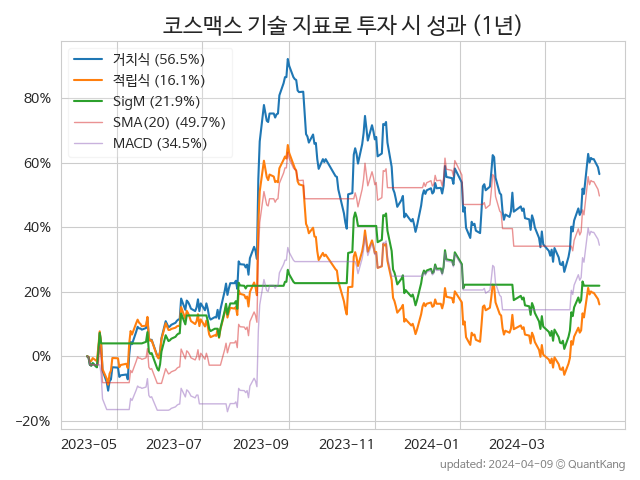 코스맥스 기술 지표로 투자 시 성과 (1년)
거치식 (56.5%)
적립식 (16.1%)
SigM (21.9%)
SMA(20) (49.7%)
MACD (34.5%)
80%
60%
40%
20%
0%
−20%
2023-05 2023-07 2023-09 2023-11 2024-01 2024-03
updated: 2024-04-09 © QuantKang